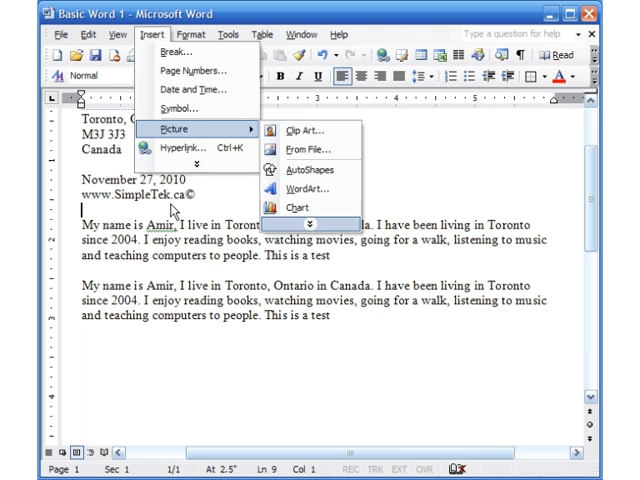 Basic Word 1 - Microsoft Word
File Edit View Insert Format Tools Table Window Help Type a question for help
Read
Normal B I U
Break...
Page Numbers...
Date and Time...
Symbol...
Picture
Hyperlink... Ctrl+K
Clip Art...
From File...
AutoShapes
WordArt...
Chart
Toronto, O
M3J 3J3
Canada
November 27, 2010
www.SimpleTek.ca©
My name is Amir, I live in Toront da. I have been living in Toronto
since 2004. I enjoy reading books, watching movies, going for a walk, listening to music
and teaching computers to people. This is a test
My name is Amir, I live in Toronto, Ontario in Canada. I have been living in Toronto
since 2004. I enjoy reading books, watching movies, going for a walk, listening to music
and teaching computers to people. This is a test
Page 1 Sec 1 1/1 At 2.5" Ln 9 Col 1 REC TRK EXT OVR